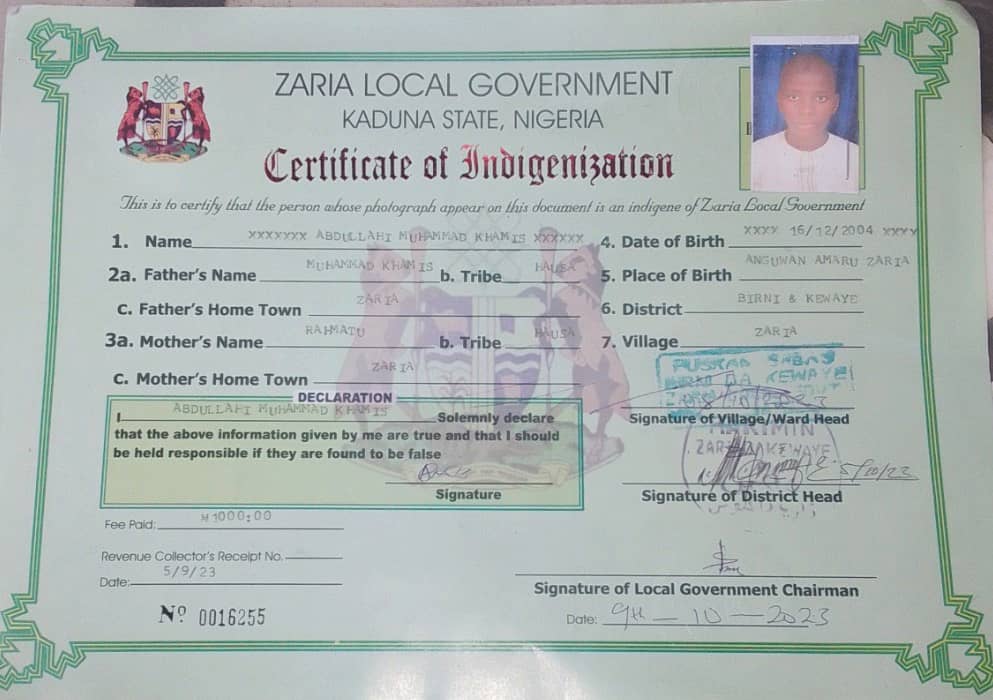 ZARIA LOCAL GOVERNMENT
KADUNA STATE, NIGERIA
Certificate of Indigenization
This is to certify that the person whose photograph appear on this document is an indigene of Zaria Local Government
1. Name XXXXXXX ABDULLAHI MUHAMMAD KHAMIS XXXXXX
4. Date of Birth XXXX 16/12/2004 XXXX
2a. Father's Name MUHAMMAD KHAMIS b. Tribe HAUSA
5. Place of Birth ANGUWAN AMARU ZARIA
c. Father's Home Town ZARIA
6. District BIRNI & KEWAYE
3a. Mother's Name RAHMATU b. Tribe HAUSA
7. Village ZARIA
C. Mother's Home Town ZARIA
DECLARATION
I ABDULLAHI MUHAMMAD KHAMIS Solemnly declare
that the above information given by me are true and that I should
be held responsible if they are found to be false
Signature
DA KEWAYE
Signature of Village/Ward Head
HAKIMIN
ZARIA KEWAYE
5/10/23
Signature of District Head
Fee Paid: N1000:00
Revenue Collector's Receipt No.
Date: 5/9/23
Nº 0016255
Signature of Local Government Chairman
Date: 9th - 10 - 2023